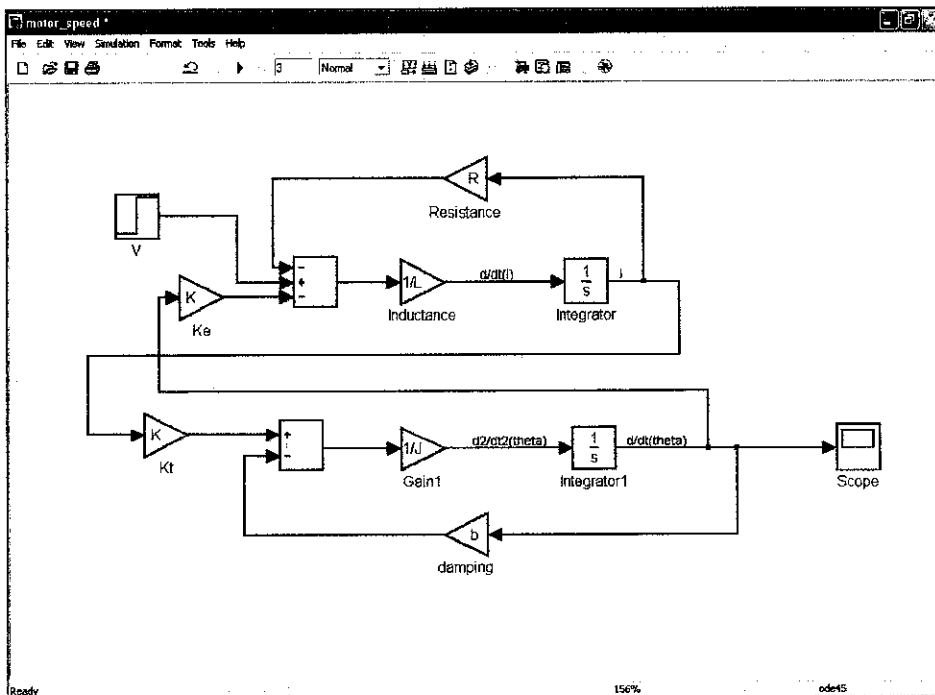 motor_speed *
File Edit View Simulation Format Tools Help
3 Normal
R
Resistance
V
-
+
-
1/L
d/dt(i)
1
s
i
K
Ke
Inductance
Integrator
K
Kt
+
-
1/J
d2/dt2(theta)
1
s
d/dt(theta)
Gain1
Integrator1
Scope
b
damping
Ready 156% ode45